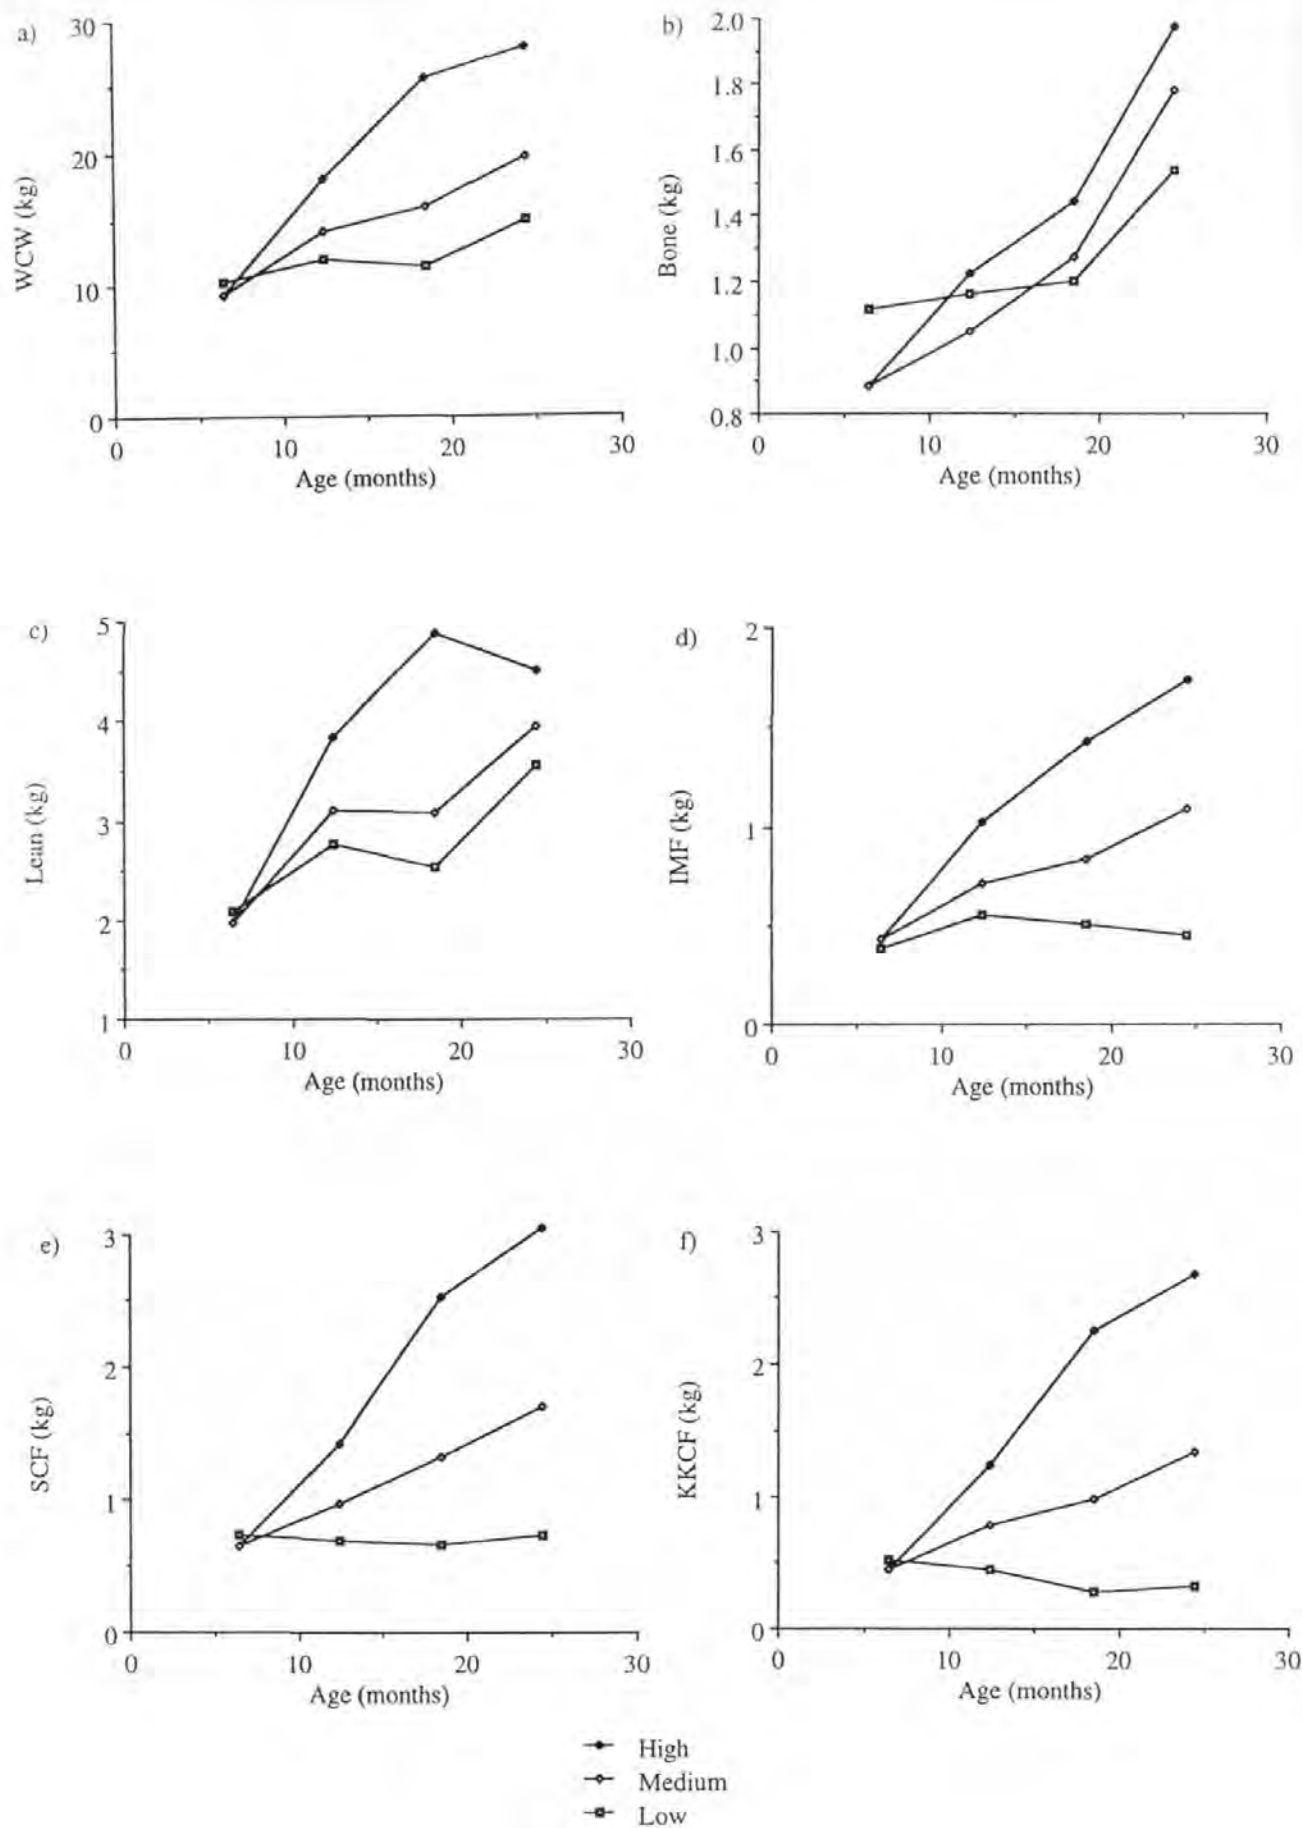 a)
WCW (kg)
30
20
10
0
0 10 20 30
Age (months)
b)
Bone (kg)
2.0
1.8
1.6
1.4
1.2
1.0
0.8
0 10 20 30
Age (months)
c)
Lean (kg)
5
4
3
2
1
0 10 20 30
Age (months)
d)
IMF (kg)
2
1
0
0 10 20 30
Age (months)
e)
SCF (kg)
3
2
1
0
0 10 20 30
Age (months)
f)
KKCF (kg)
3
2
1
0
0 10 20 30
Age (months)
High
Medium
Low